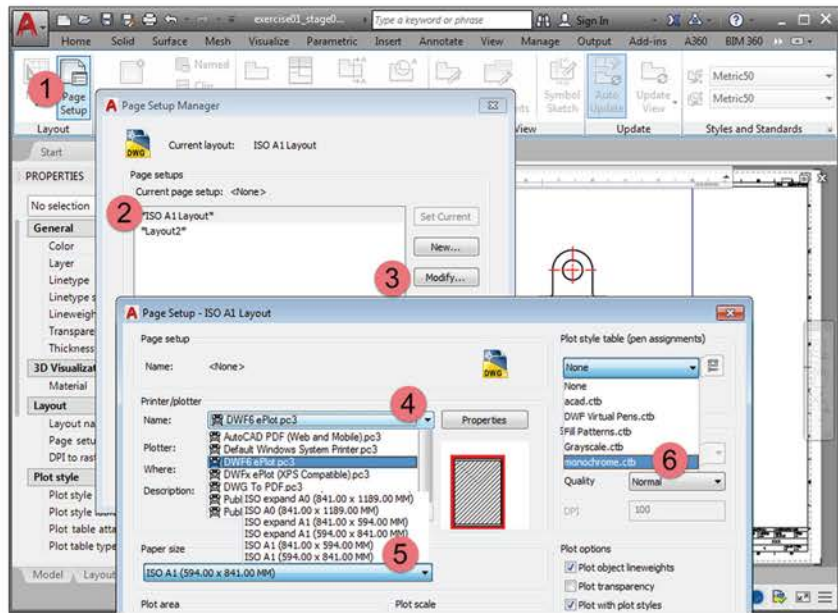 exercise01_stage0...
Type a keyword or phrase
Sign In
Home Solid Surface Mesh Visualize Parametric Insert Annotate View Manage Output Add-ins A360 BIM 360
1
Page Setup
Named
Symbol Sketch
Auto Update
Update View
Metric50
Metric50
Layout
View
Update
Styles and Standards
Start
Page Setup Manager
DWG
Current layout: ISO A1 Layout
Page setups
Current page setup: <None>
2
*ISO A1 Layout*
*Layout2*
Set Current
New...
3
Modify...
PROPERTIES
No selection
General
Color
Layer
Linetype
Linetype s
Lineweigh
Transpare
Thickness
3D Visualizat
Material
Layout
Layout na
Page setu
DPI to rast
Plot style
Plot style
Plot style
Plot table atta
Plot table type
Model Layou
Page Setup - ISO A1 Layout
Page setup
Name: <None>
DWG
Printer/plotter
4
Name: DWF6 ePlot.pc3
Properties
AutoCAD PDF (Web and Mobile).pc3
Default Windows System Printer.pc3
DWF6 ePlot.pc3
DWFx ePlot (XPS Compatible).pc3
DWG To PDF.pc3
Publ
Publ
Plotter:
Where:
Description:
ISO expand A0 (841.00 x 1189.00 MM)
ISO A0 (841.00 x 1189.00 MM)
ISO expand A1 (841.00 x 594.00 MM)
ISO expand A1 (594.00 x 841.00 MM)
ISO A1 (841.00 x 594.00 MM)
ISO A1 (594.00 x 841.00 MM)
5
Paper size
ISO A1 (594.00 x 841.00 MM)
Plot area
Plot scale
Plot style table (pen assignments)
None
None
acad.ctb
DWF Virtual Pens.ctb
Fill Patterns.ctb
Grayscale.ctb
monochrome.ctb
6
Quality Normal
DPI 100
Plot options
Plot object lineweights
Plot transparency
Plot with plot styles